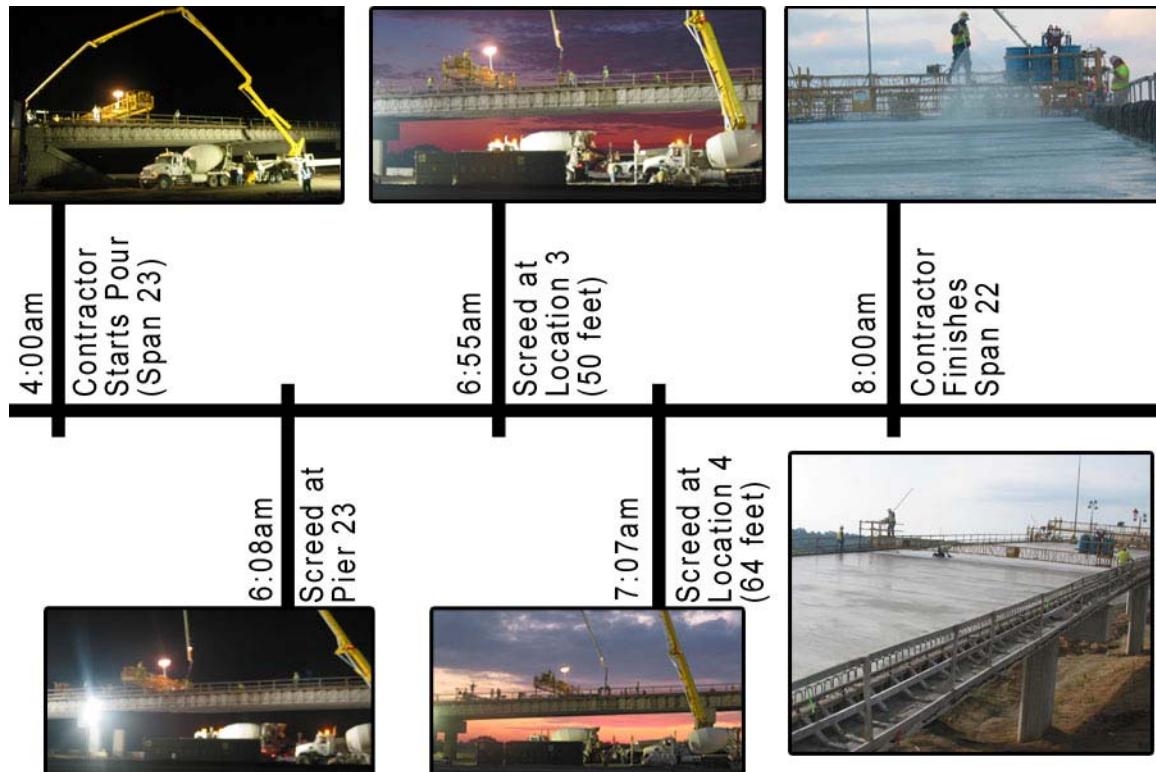 4:00am
Contractor
Starts Pour
(Span 23)
6:08am
Screed at
Pier 23
6:55am
Screed at
Location 3
(50 feet)
7:07am
Screed at
Location 4
(64 feet)
8:00am
Contractor
Finishes
Span 22